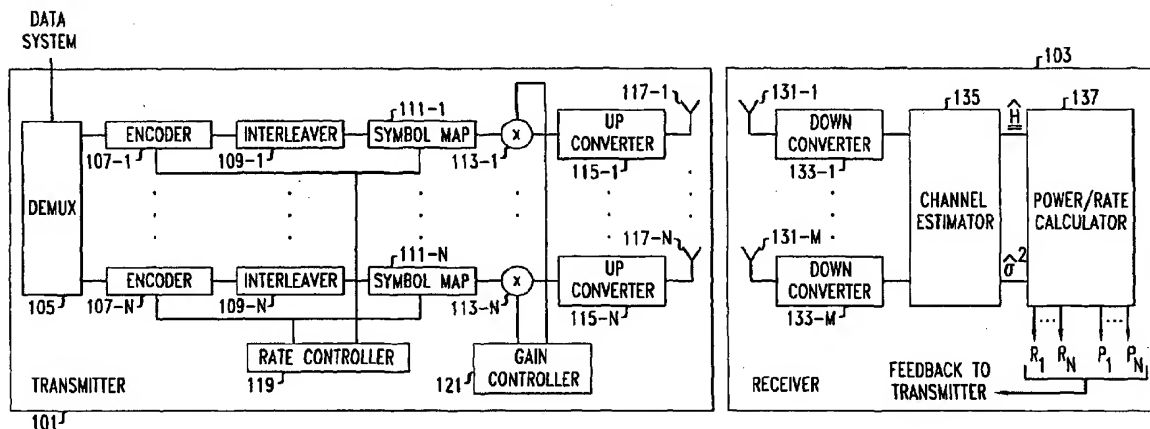 DATA
SYSTEM
DEMUX
105
ENCODER
107-1
INTERLEAVER
109-1
111-1
SYMBOL MAP
X
113-1
UP
CONVERTER
115-1
117-1
ENCODER
107-N
INTERLEAVER
109-N
111-N
SYMBOL MAP
X
113-N
UP
CONVERTER
115-N
117-N
RATE CONTROLLER
119
GAIN
CONTROLLER
121
TRANSMITTER
101
103
131-1
DOWN
CONVERTER
133-1
131-M
DOWN
CONVERTER
133-M
135
CHANNEL
ESTIMATOR
Ĥ
σ̂²
137
POWER/RATE
CALCULATOR
R₁ ... R_N P₁ ... P_N
FEEDBACK TO
TRANSMITTER
RECEIVER